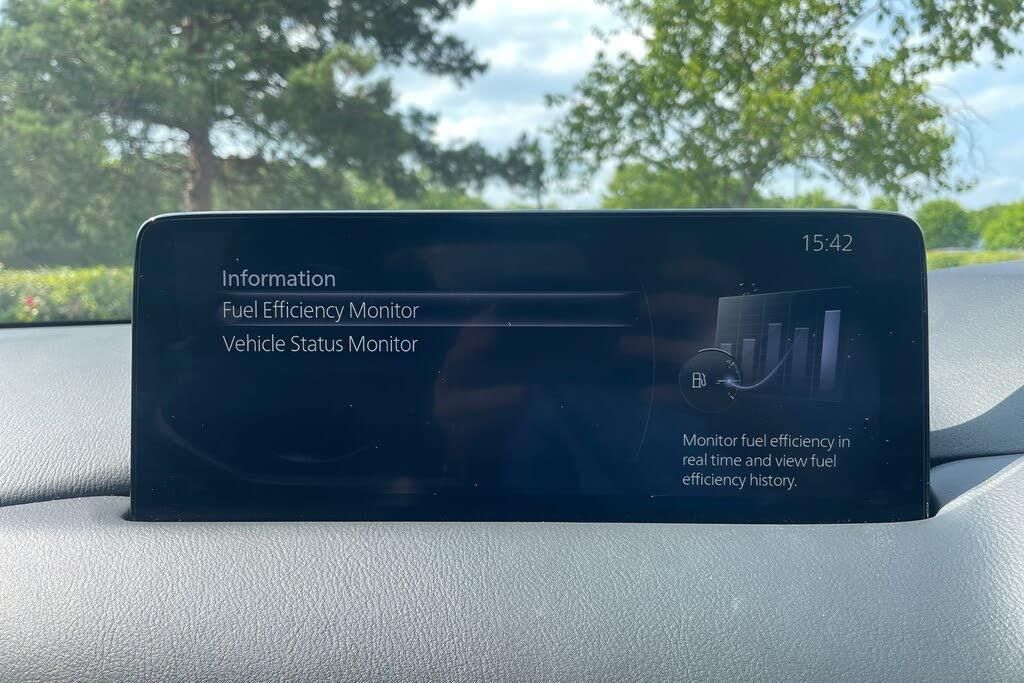 15:42
Information
Fuel Efficiency Monitor
Vehicle Status Monitor
Monitor fuel efficiency in
real time and view fuel
efficiency history.